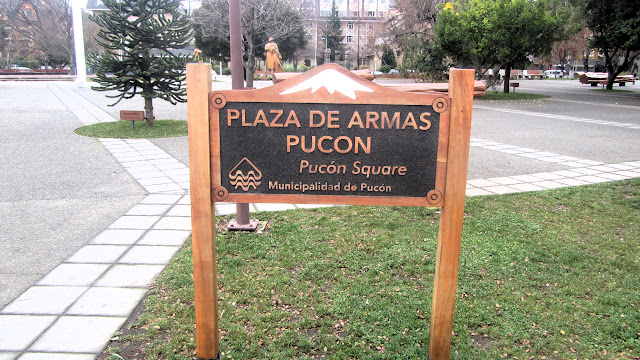 PLAZA DE ARMAS
PUCON
Pucón Square
Municipalidad de Pucón